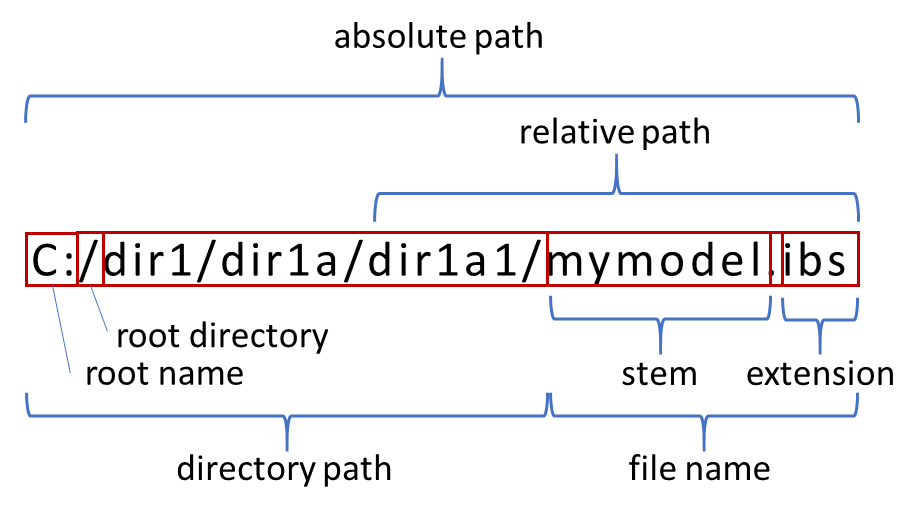 absolute path
relative path
C:/dir1/dir1a/dir1a1/mymodel.ibs
root directory
root name
stem
extension
directory path
file name